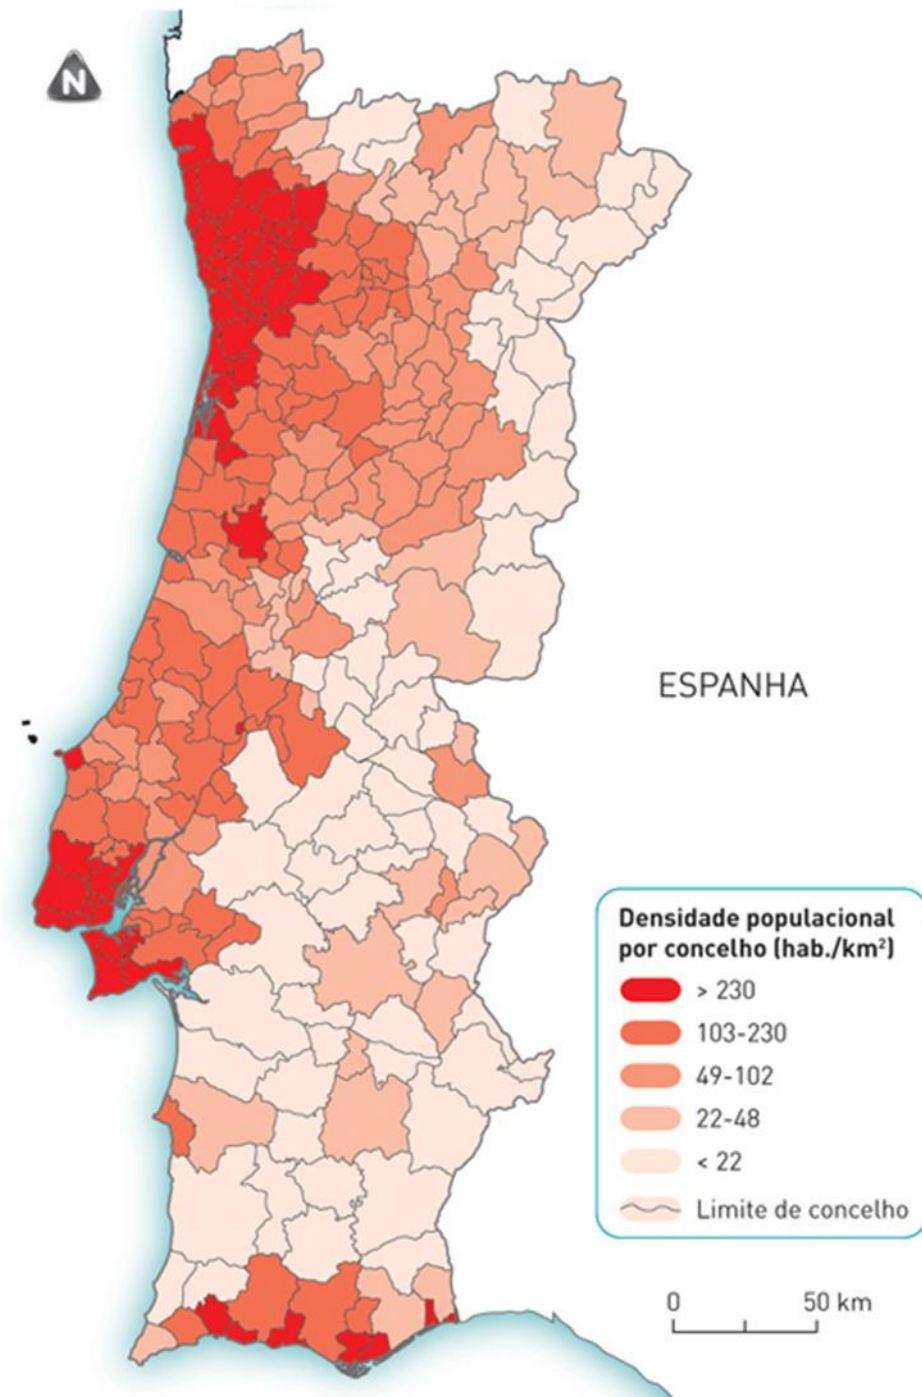 N
ESPANHA
Densidade populacional
por concelho (hab./km²)
> 230
103-230
49-102
22-48
< 22
Limite de concelho
0 50 km